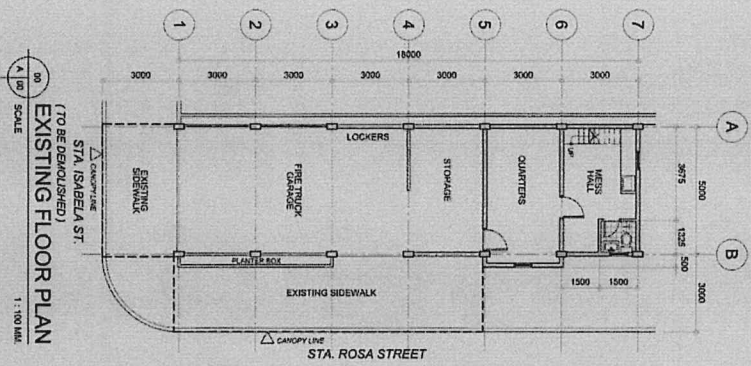 1
2
3
4
5
6
7
18000
3000
3000
3000
3000
3000
3000
3000
A
B
LOCKERS
EXISTING
SIDEWALK
FIRE TRUCK
GARAGE
STORAGE
QUARTERS
MESS
HALL
UP
3675
5000
1325
500
3000
1500
1500
PLANTER BOX
EXISTING SIDEWALK
CANOPY LINE
STA. ROSA STREET
CANOPY LINE
STA. ISABELA ST.
(TO BE DEMOLISHED)
EXISTING FLOOR PLAN
SCALE
1 : 100 MM.
00
A
00